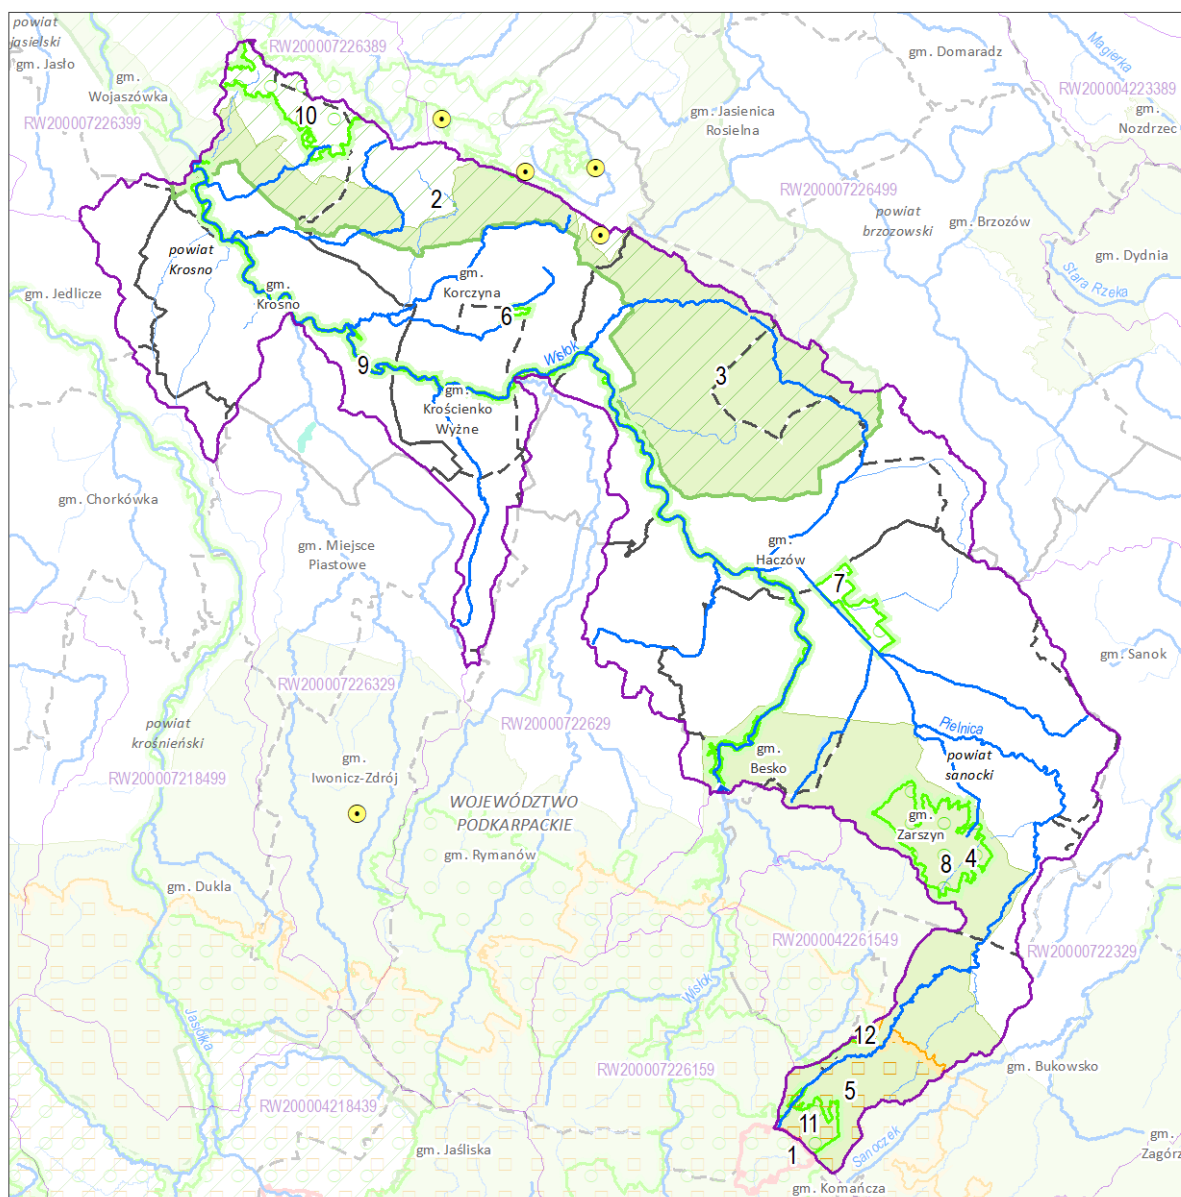 powiat
jasielski
gm. Jasło
RW200007226389
gm. Domaradz
Magierka
gm.
Wojaszówka
RW200004223389
10
gm. Jasienica
Rosielna
gm.
Nozdrzec
RW200007226399
2
RW200007226499
powiat
brzozowski
gm. Brzozów
powiat
Krosno
gm. Dydnia
gm.
Korczyna
Stara Rzeka
gm. Jedlicze
gm.
Krosno
6
Wisłok
9
3
gm.
Krościenko
Wyżne
gm. Chorkówka
gm. Miejsce
Piastowe
gm.
Haczów
7
gm. Sanok
RW200007226329
powiat
krośnieński
RW20000722629
Pielnica
gm.
Besko
powiat
sanocki
gm.
Iwonicz-Zdrój
RW200007218499
WOJEWÓDZTWO
PODKARPACKIE
gm.
Zarszyn
gm. Rymanów
8
4
gm. Dukla
RW2000042261549
RW20000722329
Wisłok
Jasiołka
12
RW200007226159
gm. Bukowsko
5
RW200004218439
11
gm. Jaśliska
1
Sanoczek
gm.
Zagórz
gm. Komańcza